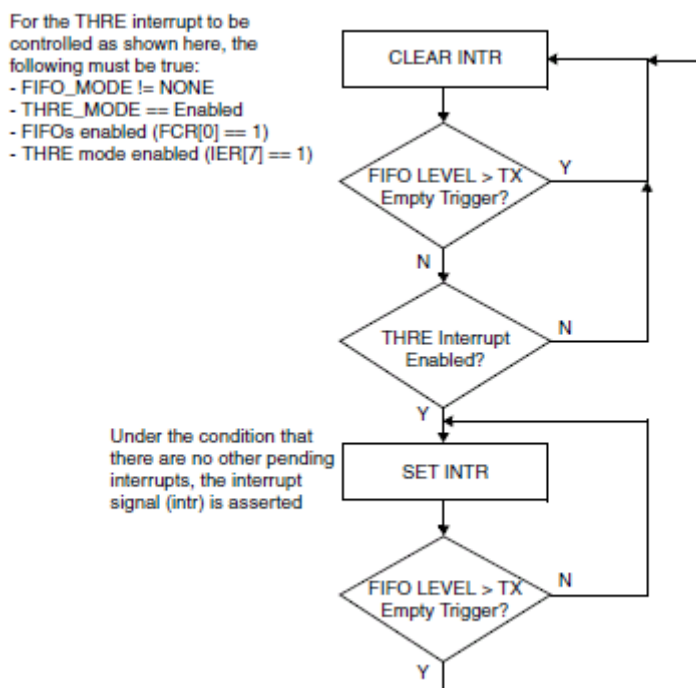 For the THRE interrupt to be
controlled as shown here, the
following must be true:
- FIFO_MODE != NONE
- THRE_MODE == Enabled
- FIFOs enabled (FCR[0] == 1)
- THRE mode enabled (IER[7] == 1)
CLEAR INTR
FIFO LEVEL > TX
Empty Trigger?
Y
N
THRE Interrupt
Enabled?
N
Y
Under the condition that
there are no other pending
interrupts, the interrupt
signal (intr) is asserted
SET INTR
FIFO LEVEL > TX
Empty Trigger?
N
Y